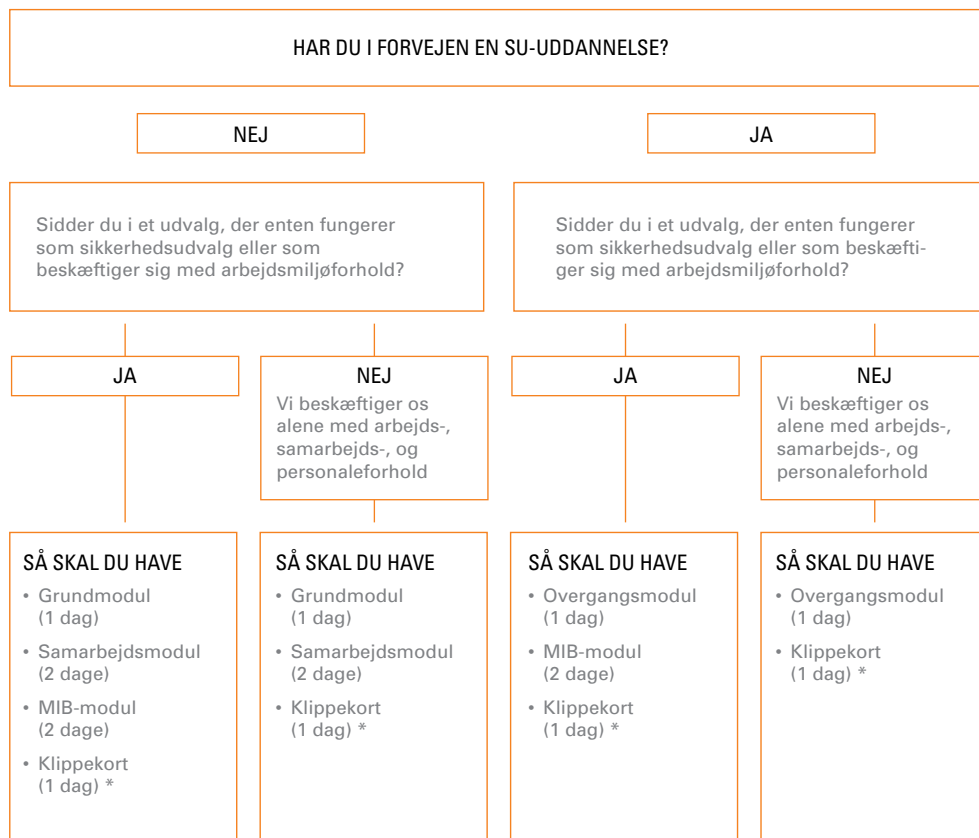 HAR DU I FORVEJEN EN SU-UDDANNELSE?
NEJ
JA
Sidder du i et udvalg, der enten fungerer
som sikkerhedsudvalg eller som
beskæftiger sig med arbejdsmiljøforhold?
Sidder du i et udvalg, der enten fungerer
som sikkerhedsudvalg eller som beskæfti-
ger sig med arbejdsmiljøforhold?
JA
NEJ
Vi beskæftiger os
alene med arbejds-,
samarbejds-, og
personaleforhold
JA
NEJ
Vi beskæftiger os
alene med arbejds-,
samarbejds-, og
personaleforhold
SÅ SKAL DU HAVE
• Grundmodul
(1 dag)
• Samarbejdsmodul
(2 dage)
• MIB-modul
(2 dage)
• Klippekort
(1 dag) *
SÅ SKAL DU HAVE
• Grundmodul
(1 dag)
• Samarbejdsmodul
(2 dage)
• Klippekort
(1 dag) *
SÅ SKAL DU HAVE
• Overgangsmodul
(1 dag)
• MIB-modul
(2 dage)
• Klippekort
(1 dag) *
SÅ SKAL DU HAVE
• Overgangsmodul
(1 dag)
• Klippekort
(1 dag) *